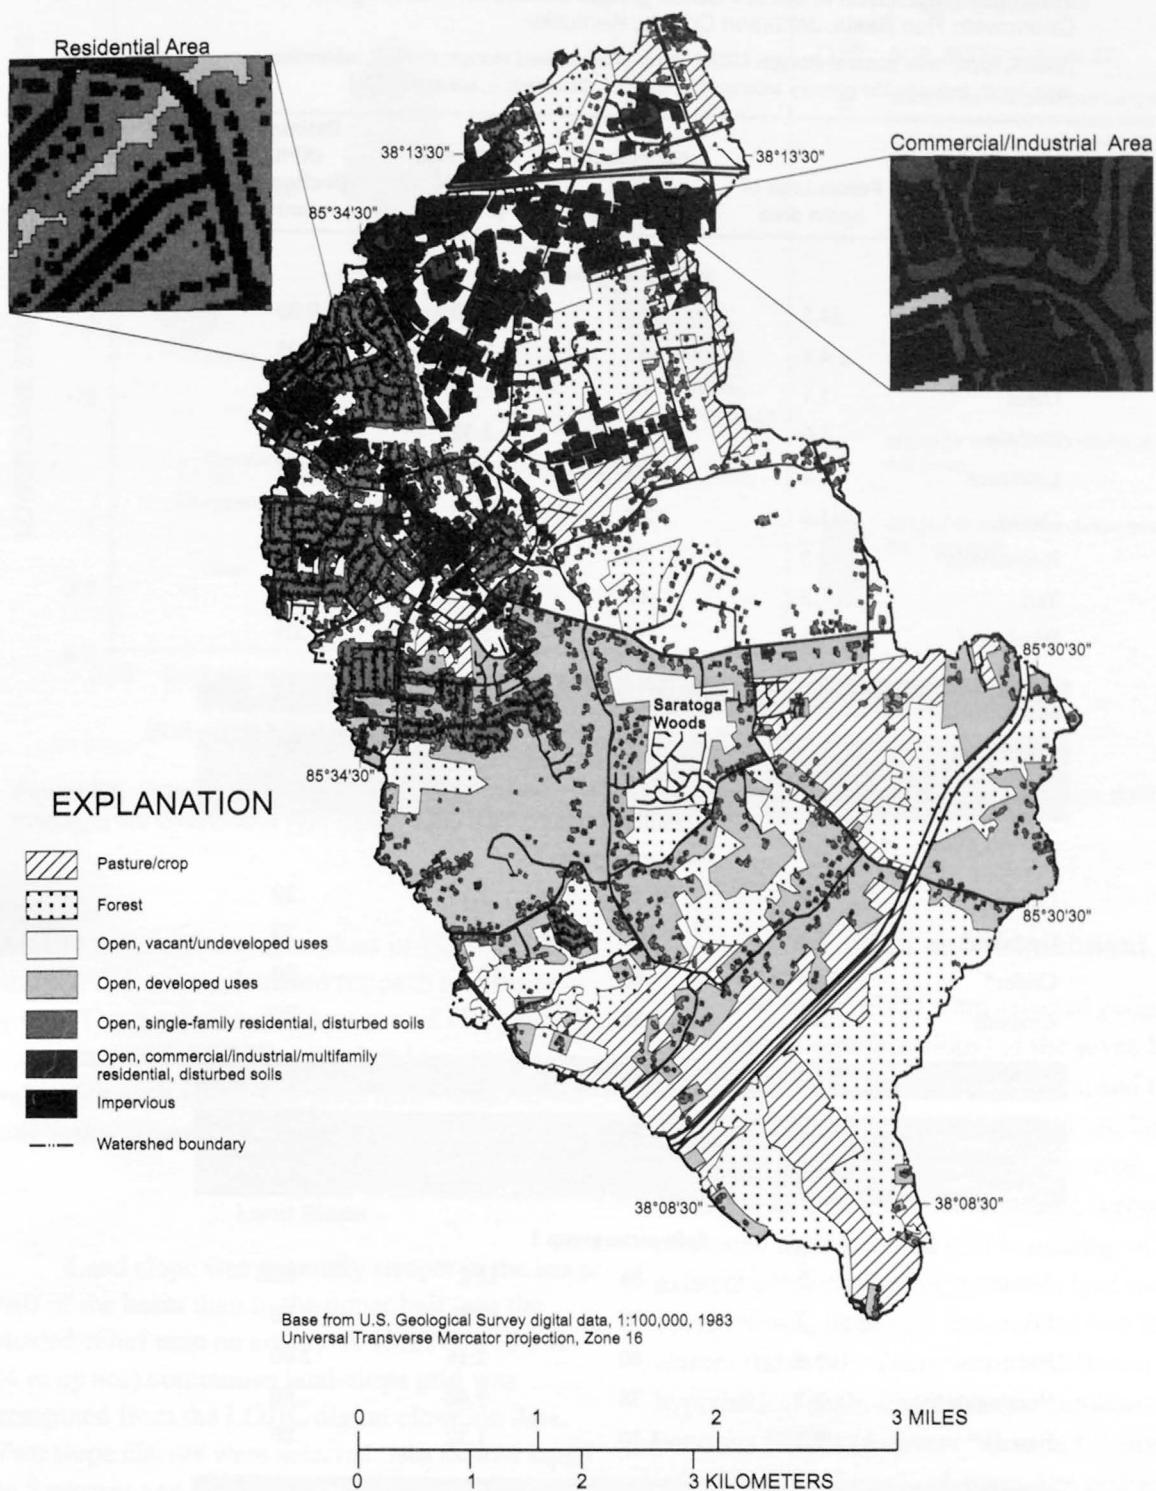 Residential Area
Commercial/Industrial Area
38°13'30"
38°13'30"
85°34'30"
85°30'30"
Saratoga
Woods
85°34'30"
EXPLANATION
Pasture/crop
Forest
Open, vacant/undeveloped uses
Open, developed uses
Open, single-family residential, disturbed soils
Open, commercial/industrial/multifamily
residential, disturbed soils
Impervious
Watershed boundary
85°30'30"
38°08'30"
38°08'30"
Base from U.S. Geological Survey digital data, 1:100,000, 1983
Universal Transverse Mercator projection, Zone 16
0 1 2 3 MILES
0 1 2 3 KILOMETERS